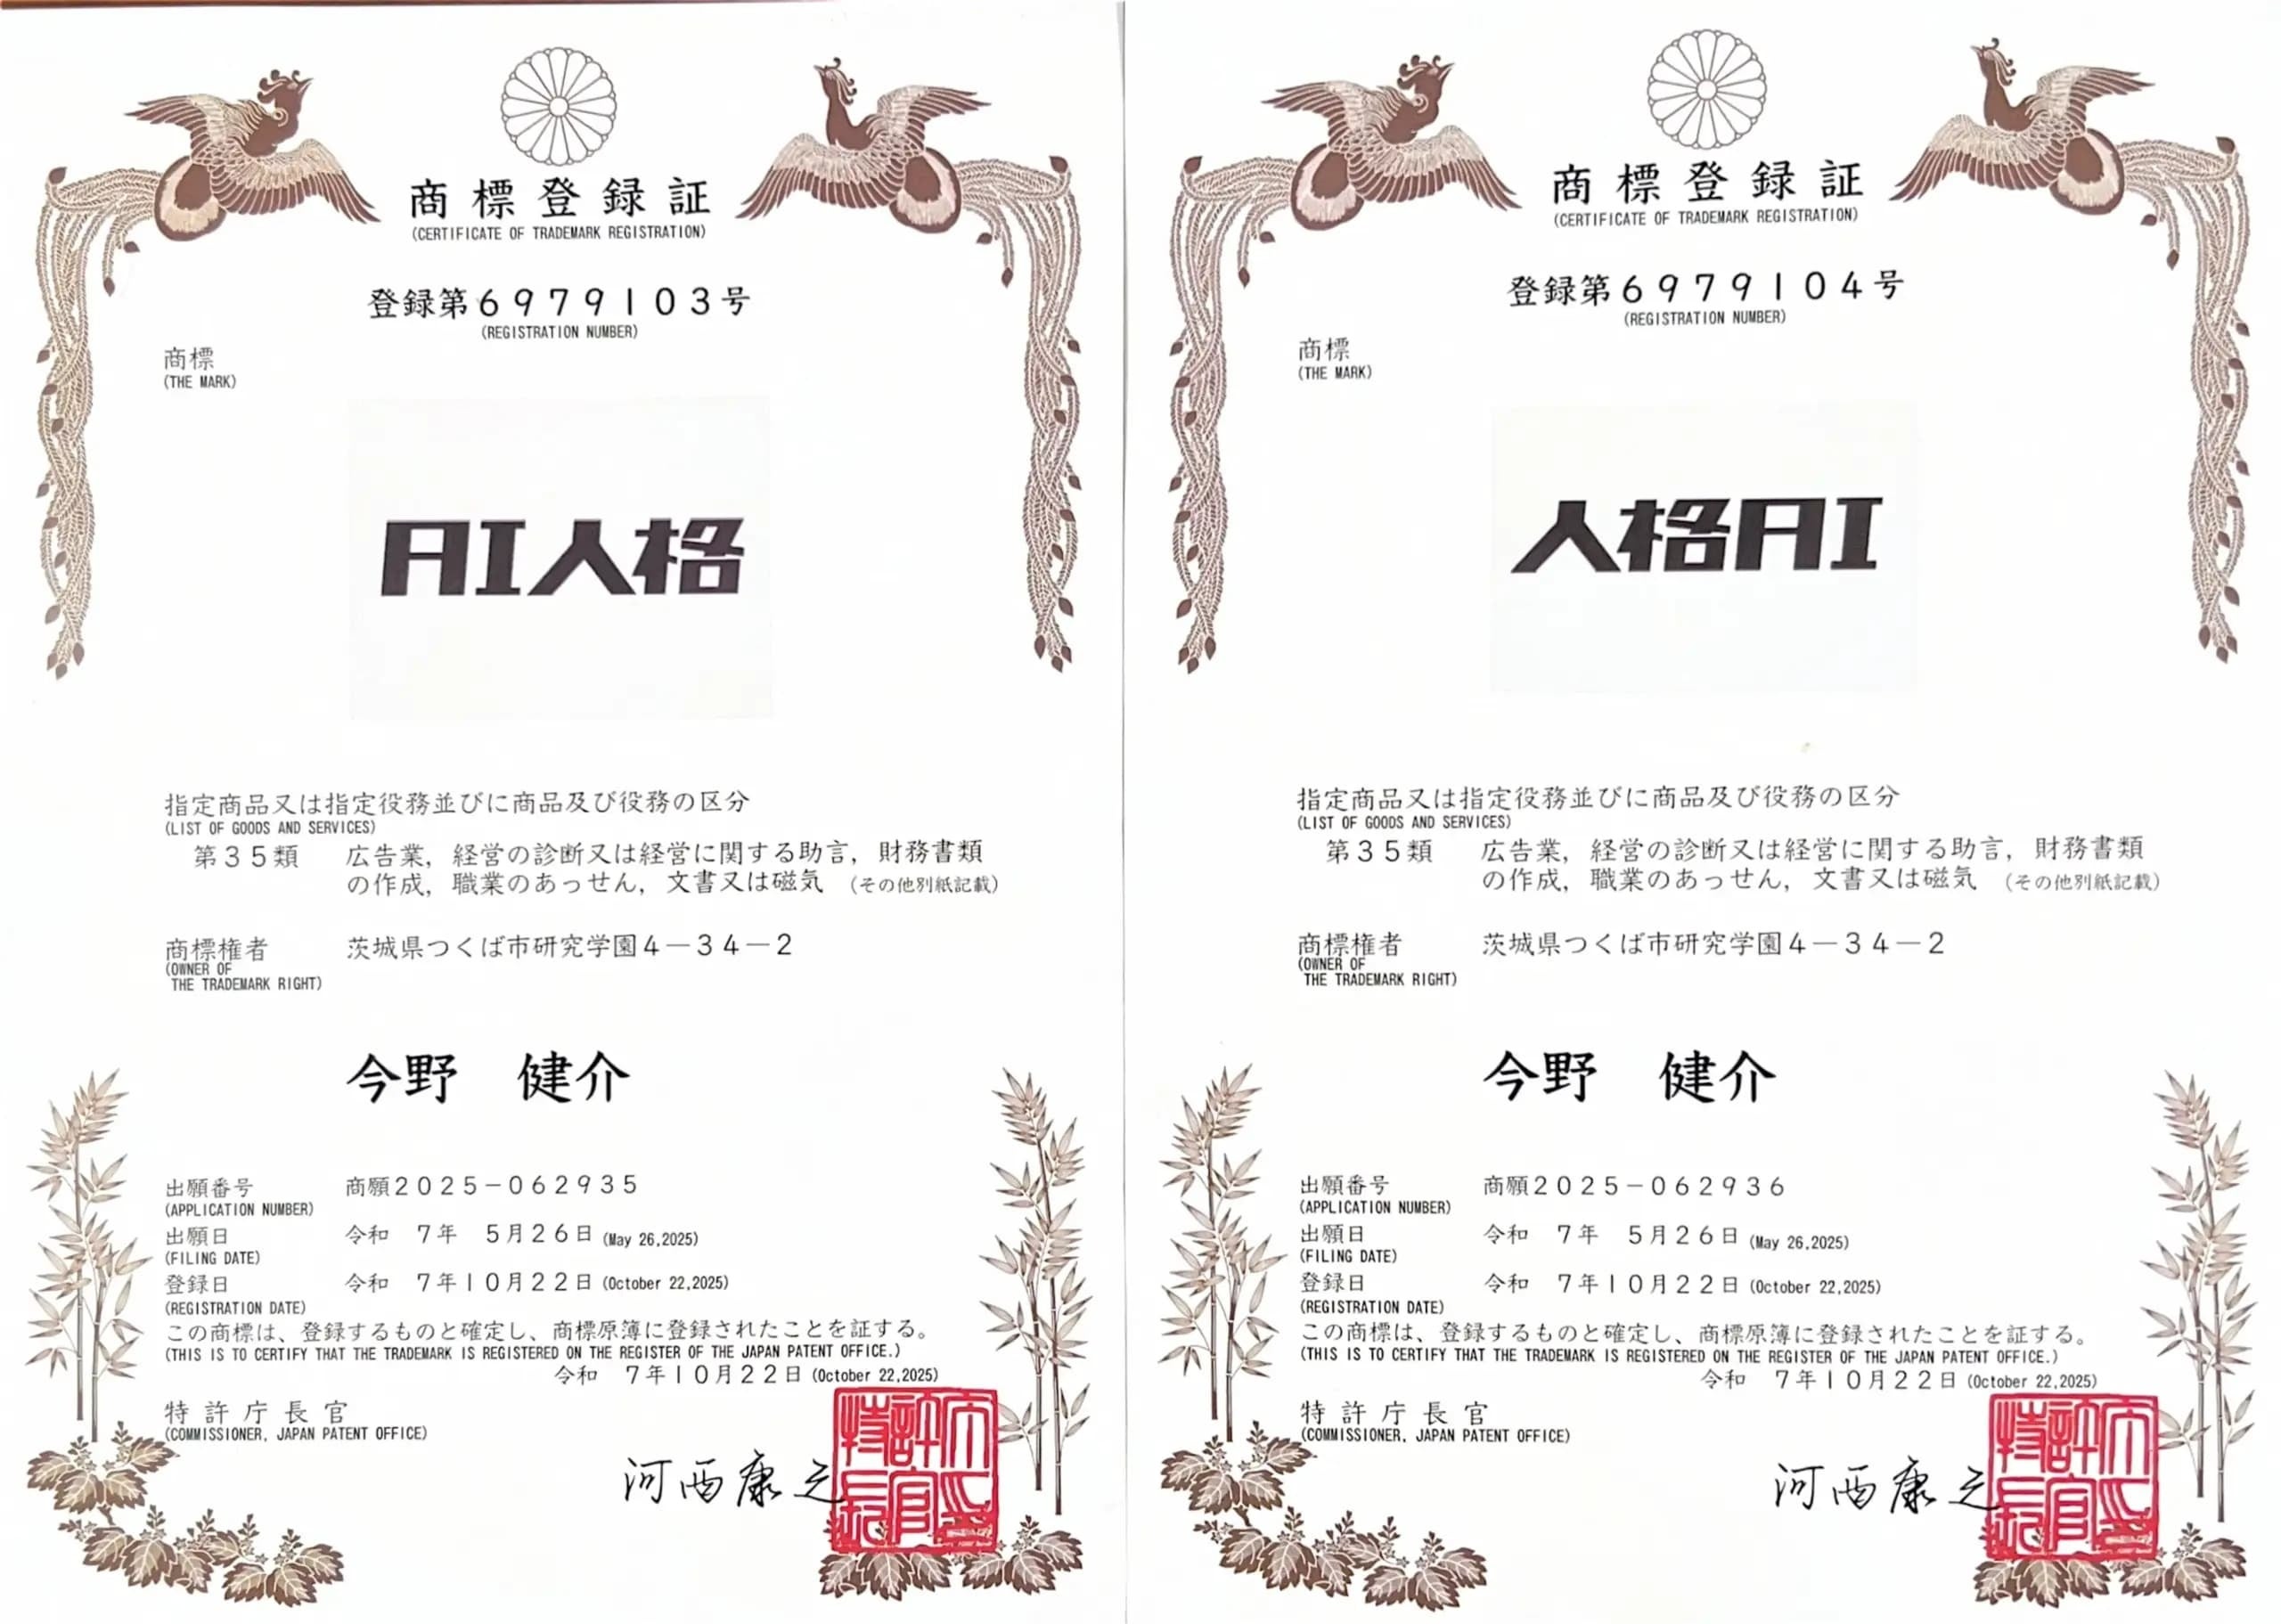 商標登録証
(CERTIFICATE OF TRADEMARK REGISTRATION)
登録第6979103号
(REGISTRATION NUMBER)
商標
(THE MARK)
AI人格
指定商品又は指定役務並びに商品及び役務の区分
(LIST OF GOODS AND SERVICES)
第35類 広告業，経営の診断又は経営に関する助言，財務書類
の作成，職業のあっせん，文書又は磁気 （その他別紙記載）
商標権者 茨城県つくば市研究学園4－34－2
(OWNER OF
THE TRADEMARK RIGHT)
今野 健介
出願番号 商願2025－062935
(APPLICATION NUMBER)
出願日 令和 7年 5月26日 (May 26,2025)
(FILING DATE)
登録日 令和 7年10月22日 (October 22,2025)
(REGISTRATION DATE)
この商標は、登録するものと確定し、商標原簿に登録されたことを証する。
(THIS IS TO CERTIFY THAT THE TRADEMARK IS REGISTERED ON THE REGISTER OF THE JAPAN PATENT OFFICE.)
令和 7年10月22日 (October 22,2025)
特許庁長官
(COMMISSIONER, JAPAN PATENT OFFICE)
河西康之
特許庁長官之印
商標登録証
(CERTIFICATE OF TRADEMARK REGISTRATION)
登録第6979104号
(REGISTRATION NUMBER)
商標
(THE MARK)
人格AI
指定商品又は指定役務並びに商品及び役務の区分
(LIST OF GOODS AND SERVICES)
第35類 広告業，経営の診断又は経営に関する助言，財務書類
の作成，職業のあっせん，文書又は磁気 （その他別紙記載）
商標権者 茨城県つくば市研究学園4－34－2
(OWNER OF
THE TRADEMARK RIGHT)
今野 健介
出願番号 商願2025－062936
(APPLICATION NUMBER)
出願日 令和 7年 5月26日 (May 26,2025)
(FILING DATE)
登録日 令和 7年10月22日 (October 22,2025)
(REGISTRATION DATE)
この商標は、登録するものと確定し、商標原簿に登録されたことを証する。
(THIS IS TO CERTIFY THAT THE TRADEMARK IS REGISTERED ON THE REGISTER OF THE JAPAN PATENT OFFICE.)
令和 7年10月22日 (October 22,2025)
特許庁長官
(COMMISSIONER, JAPAN PATENT OFFICE)
河西康之
特許庁長官之印